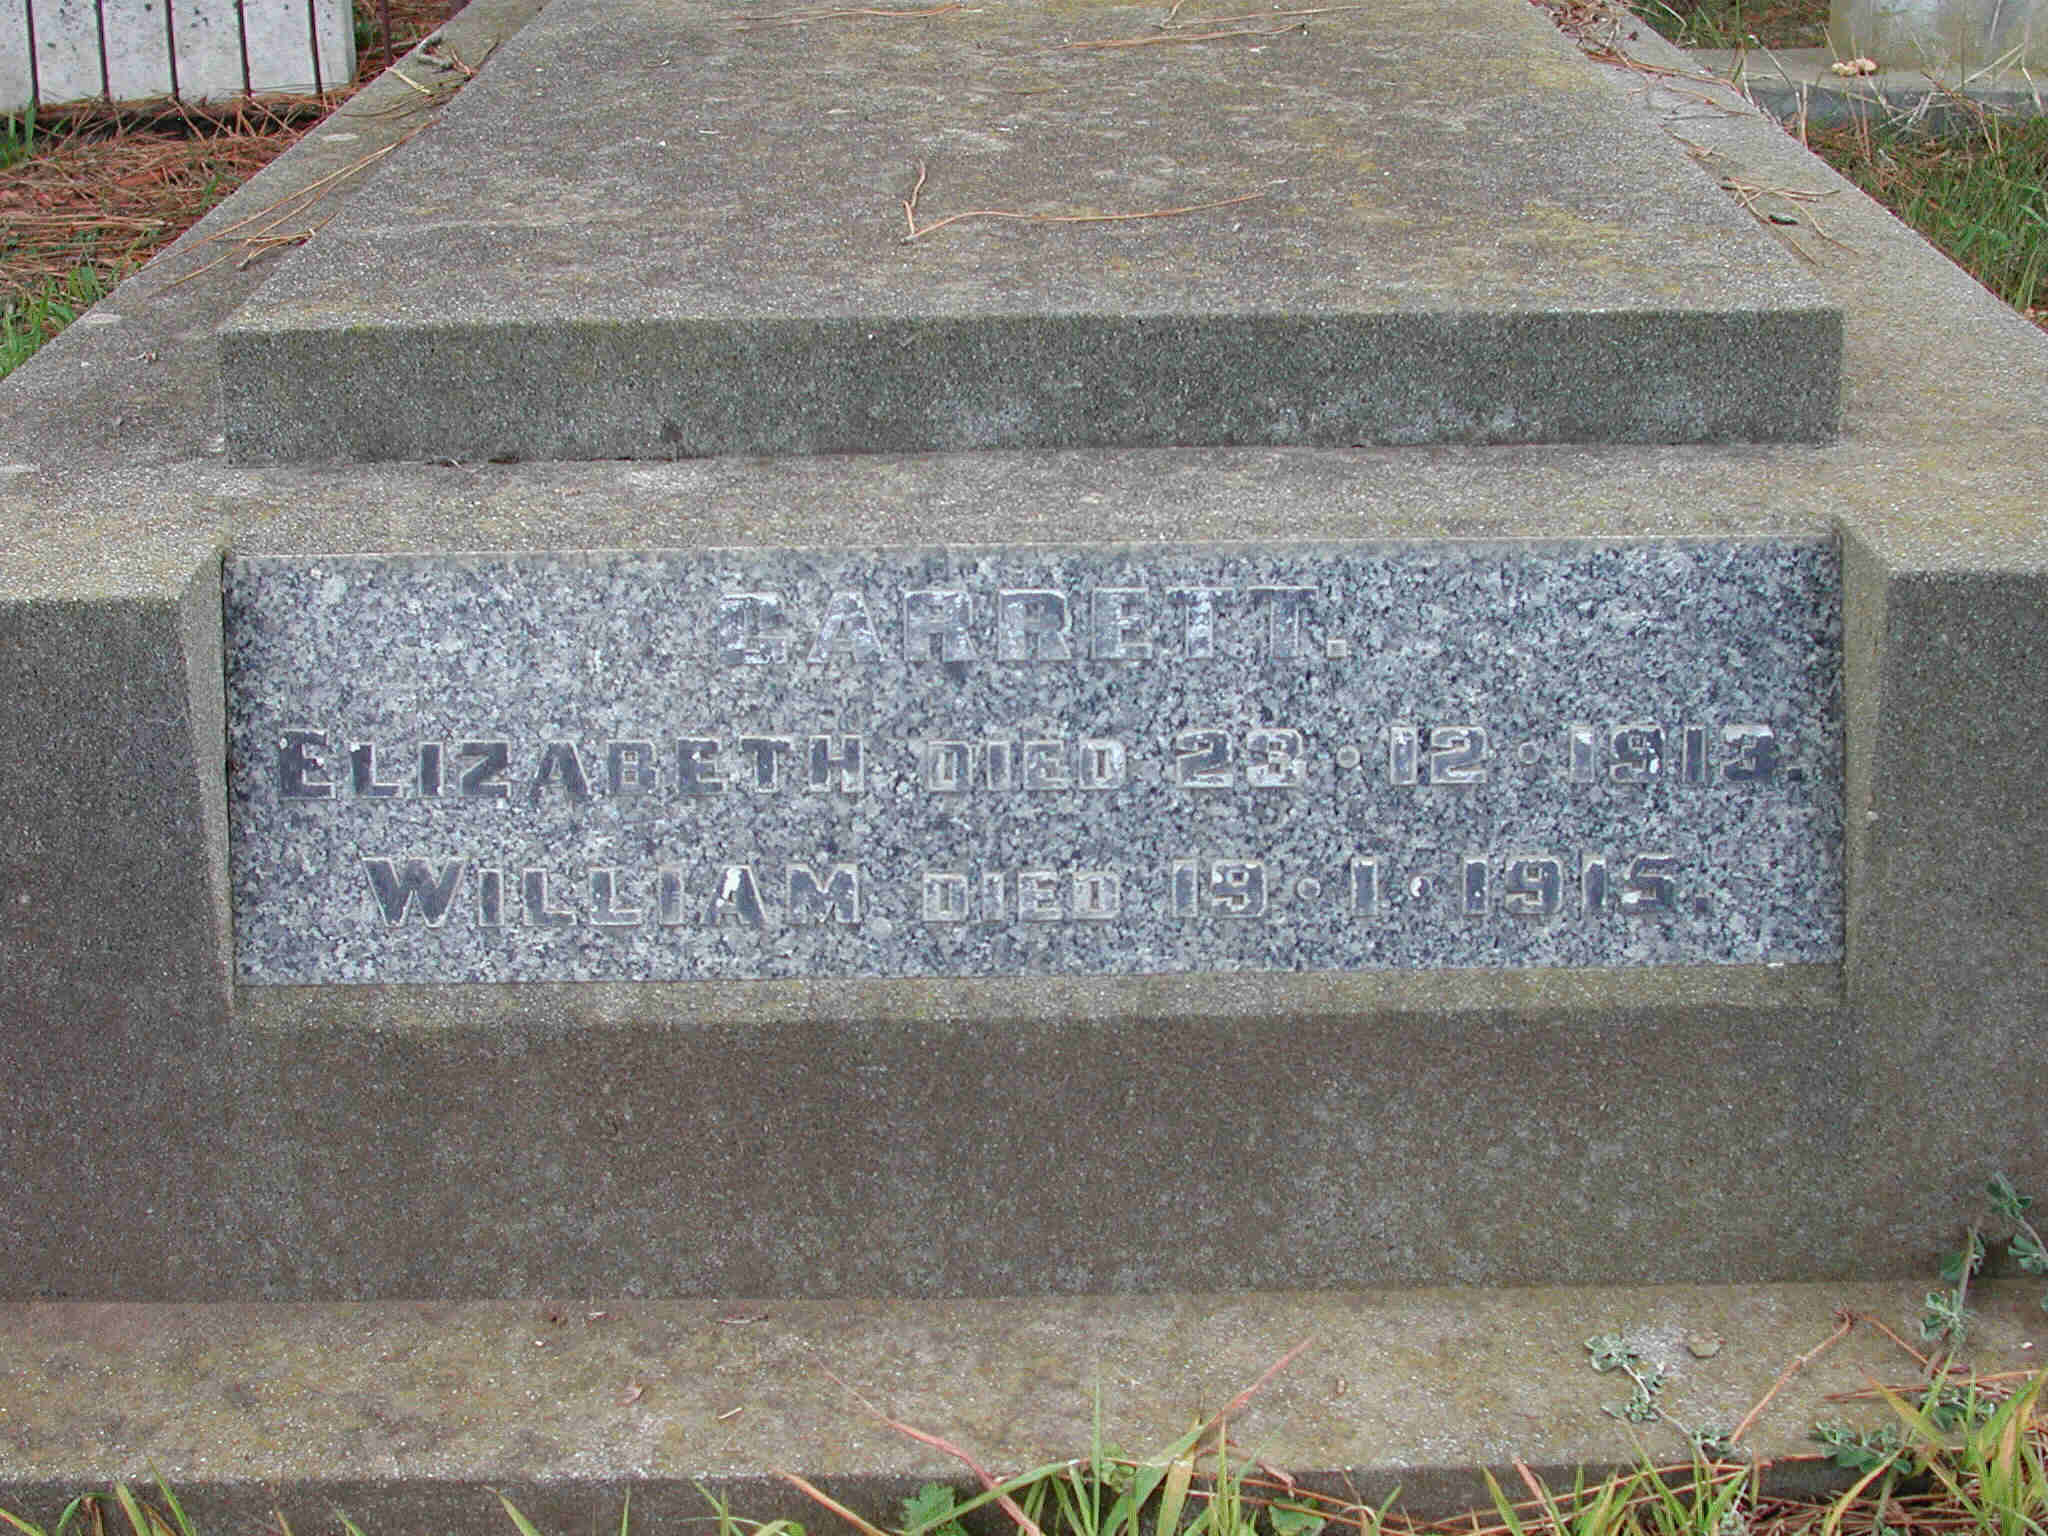 GARRETT.
ELIZABETH DIED 23·12·1913.
WILLIAM DIED 19·1·1915.